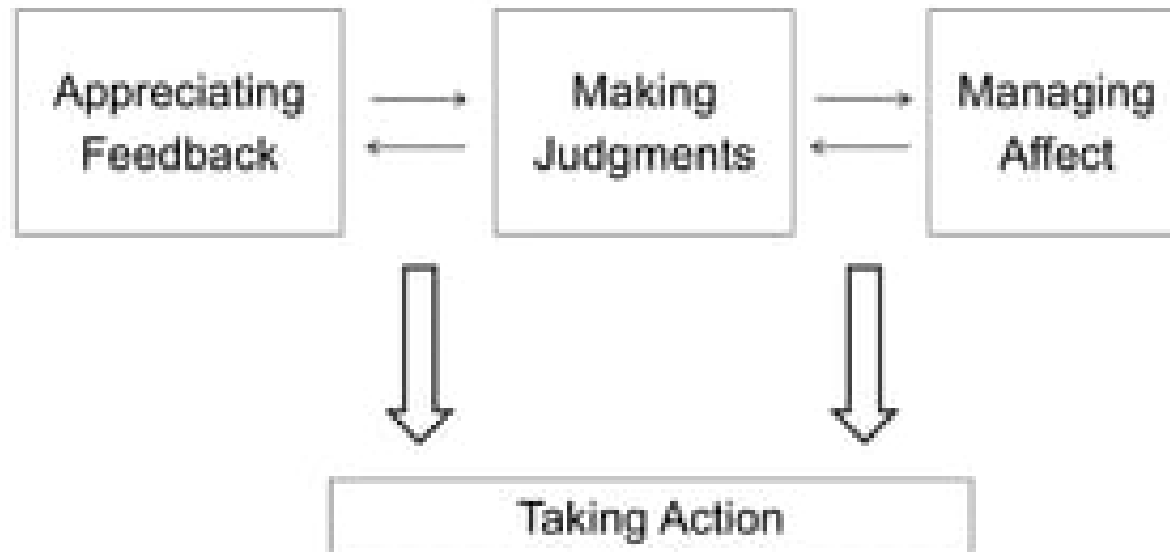 Appreciating
Feedback
Making
Judgments
Managing
Affect
Taking Action